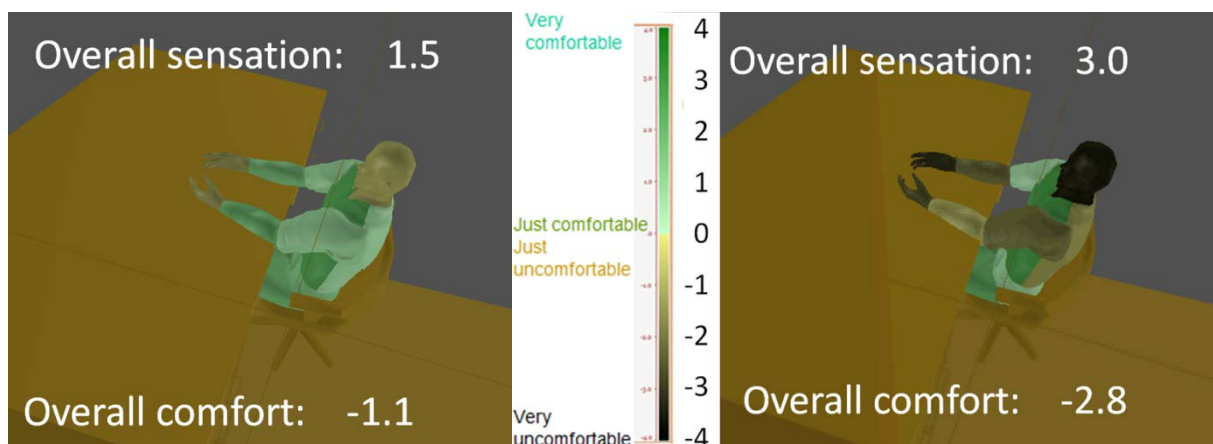 Overall sensation: 1.5
Overall comfort: -1.1
Very
comfortable
Just comfortable
Just
uncomfortable
Very
uncomfortable
4
3
2
1
0
-1
-2
-3
-4
Overall sensation: 3.0
Overall comfort: -2.8